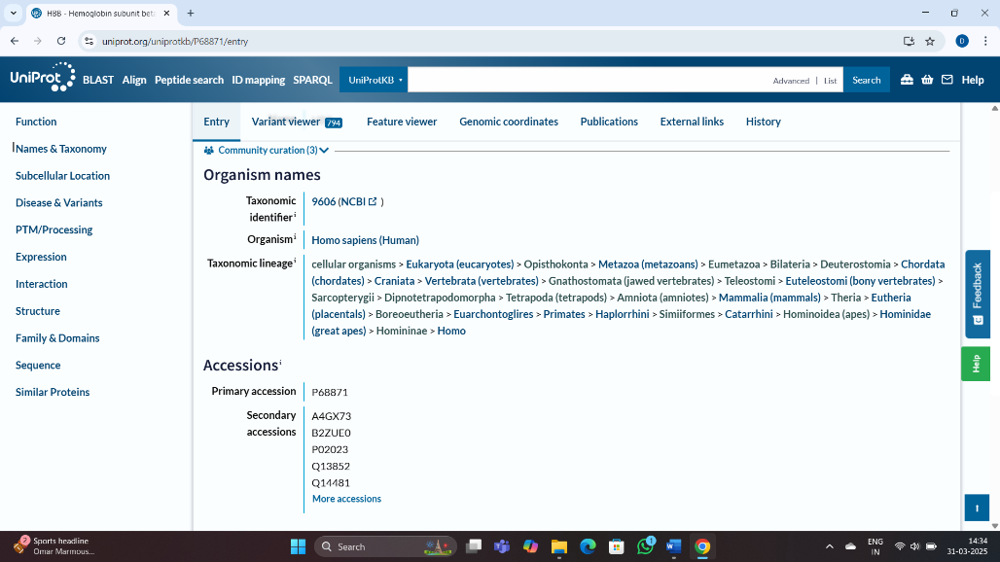 HBB - Hemoglobin subunit beta
uniprot.org/uniprotkb/P68871/entry
D
UniProt BLAST Align Peptide search ID mapping SPARQL UniProtKB Advanced | List Search Help
Function
Names & Taxonomy
Subcellular Location
Disease & Variants
PTM/Processing
Expression
Interaction
Structure
Family & Domains
Sequence
Similar Proteins
Entry Variant viewer 794 Feature viewer Genomic coordinates Publications External links History
Community curation (3)
Organism names
Taxonomic identifier i
9606 (NCBI )
Organism i
Homo sapiens (Human)
Taxonomic lineage i
cellular organisms > Eukaryota (eucaryotes) > Opisthokonta > Metazoa (metazoans) > Eumetazoa > Bilateria > Deuterostomia > Chordata
(chordates) > Craniata > Vertebrata (vertebrates) > Gnathostomata (jawed vertebrates) > Teleostomi > Euteleostomi (bony vertebrates) >
Sarcopterygii > Dipnotetrapodomorpha > Tetrapoda (tetrapods) > Amniota (amniotes) > Mammalia (mammals) > Theria > Eutheria
(placentals) > Boreoeutheria > Euarchontoglires > Primates > Haplorrhini > Simiiformes > Catarrhini > Hominoidea (apes) > Hominidae
(great apes) > Homininae > Homo
Accessions i
Primary accession
P68871
Secondary accessions
A4GX73
B2ZUE0
P02023
Q13852
Q14481
More accessions
Feedback
Help
2
Sports headline
Omar Marmous...
Search
1
ENG
IN
14:34
31-03-2025